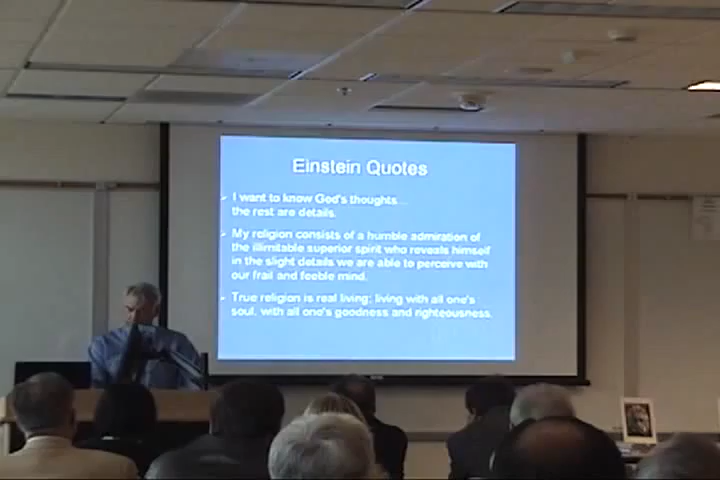 Einstein Quotes
I want to know God's thoughts...
the rest are details.
My religion consists of a humble admiration of
the illimitable superior spirit who reveals himself
in the slight details we are able to perceive with
our frail and feeble mind.
True religion is real living; living with all one's
soul, with all one's goodness and righteousness.